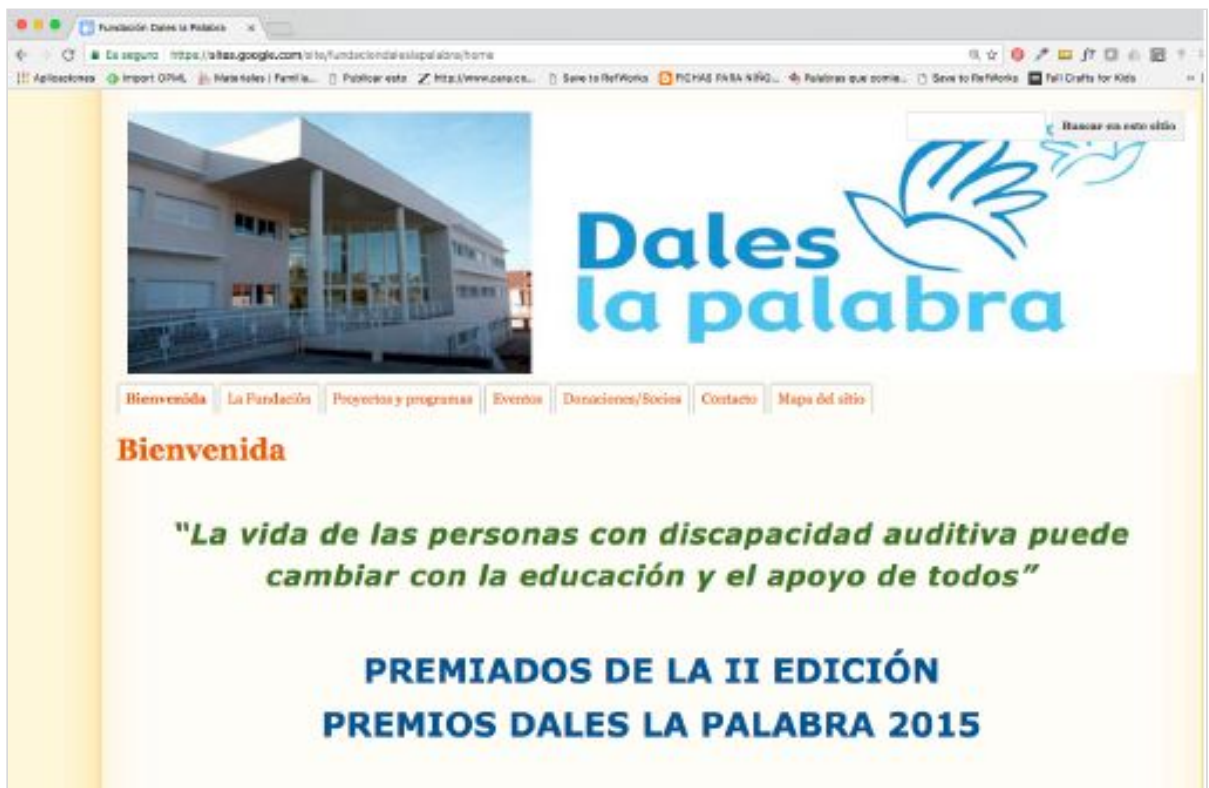 Fundación Dales la Palabra
Es seguro https://sites.google.com/site/fundaciondaleslapalabra/home
Aplicaciones Import OPML Materiales | Familia... Publicar esto Save to RefWorks FICHAS PARA NIÑO... Palabras que comie... Save to RefWorks Fall Crafts for Kids
Buscar en este sitio
Dales
la palabra
Bienvenida La Fundación Proyectos y programas Eventos Donaciones/Socios Contacto Mapa del sitio
Bienvenida
“La vida de las personas con discapacidad auditiva puede
cambiar con la educación y el apoyo de todos”
PREMIADOS DE LA II EDICIÓN
PREMIOS DALES LA PALABRA 2015